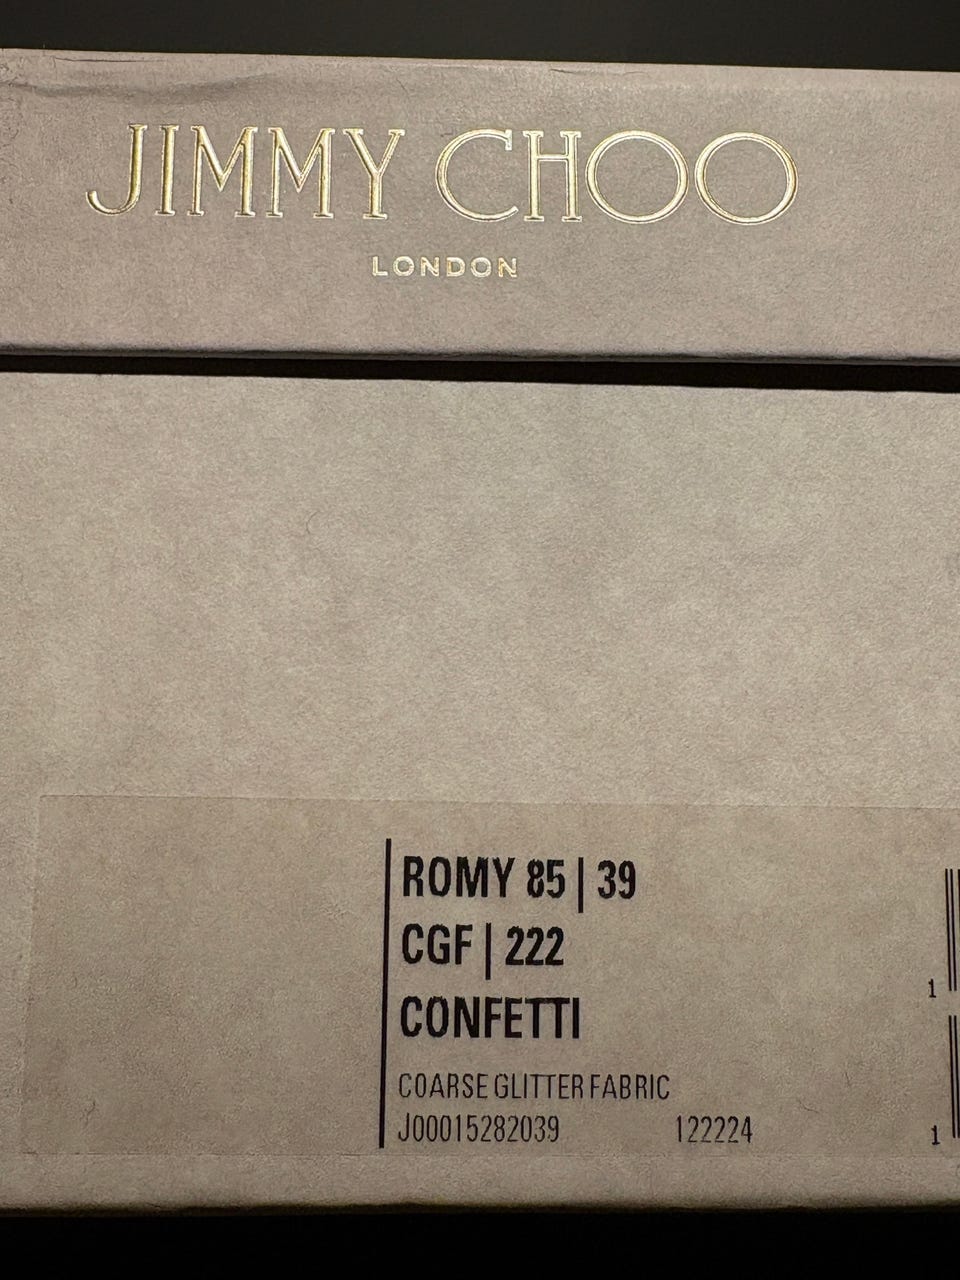 JIMMY CHOO
LONDON
ROMY 85 | 39
CGF | 222
CONFETTI
COARSE GLITTER FABRIC
J00015282039 122224
1
1